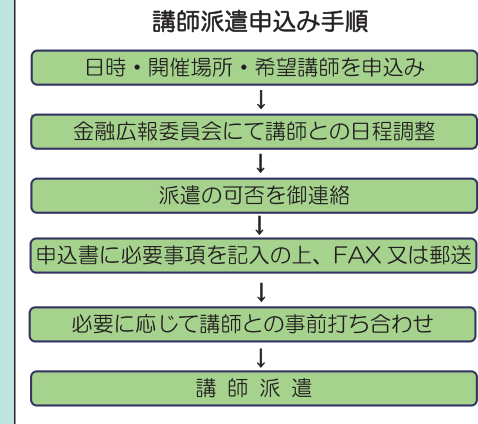 講師派遣申込み手順
日時・開催場所・希望講師を申込み
↓
金融広報委員会にて講師との日程調整
↓
派遣の可否を御連絡
↓
申込書に必要事項を記入の上、FAX 又は郵送
↓
必要に応じて講師との事前打ち合わせ
↓
講 師 派 遣